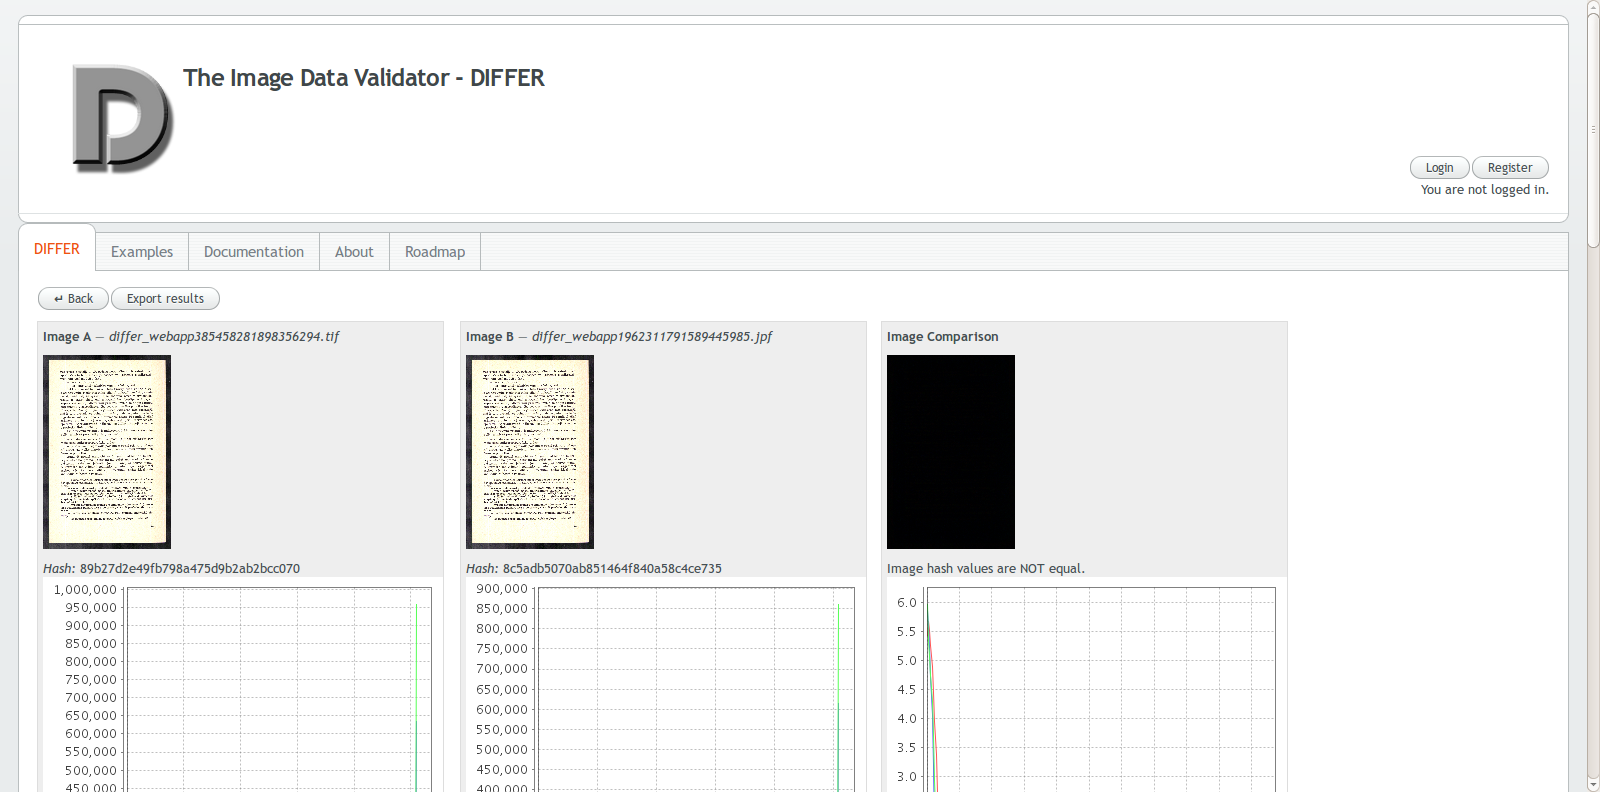 D
The Image Data Validator - DIFFER
Login Register
You are not logged in.
DIFFER Examples Documentation About Roadmap
↵ Back Export results
Image A — differ_webapp385458281898356294.tif
Hash: 89b27d2e49fb798a475d9b2ab2bcc070
1,000,000
950,000
900,000
850,000
800,000
750,000
700,000
650,000
600,000
550,000
500,000
450,000
Image B — differ_webapp1962311791589445985.jpf
Hash: 8c5adb5070ab851464f840a58c4ce735
900,000
850,000
800,000
750,000
700,000
650,000
600,000
550,000
500,000
450,000
400,000
Image Comparison
Image hash values are NOT equal.
6.0
5.5
5.0
4.5
4.0
3.5
3.0